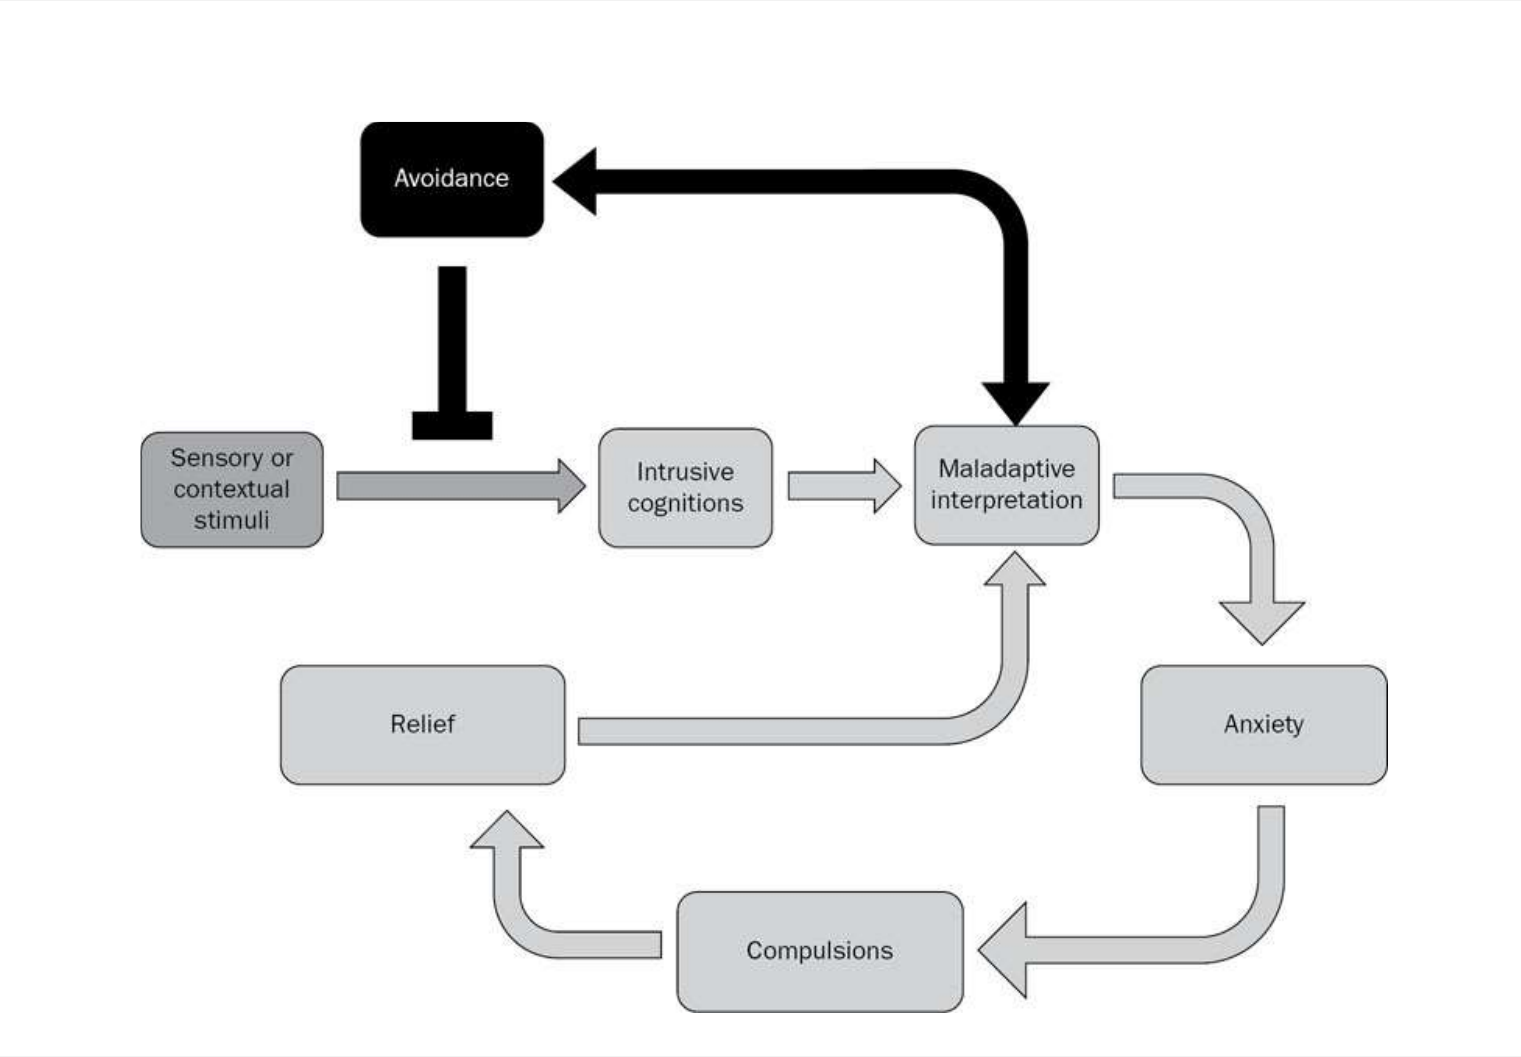 Avoidance
Sensory or
contextual
stimuli
Intrusive
cognitions
Maladaptive
interpretation
Relief
Anxiety
Compulsions